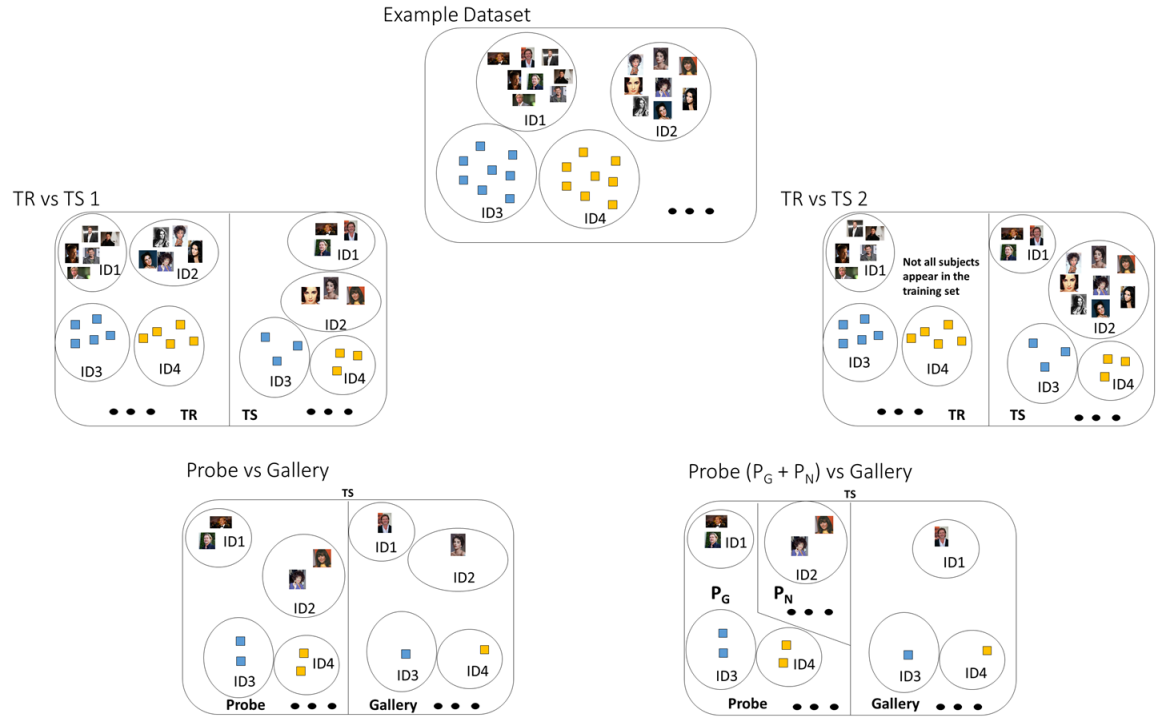 Example Dataset
ID1
ID2
ID3
ID4
TR vs TS 1
ID1
ID2
ID3
ID4
TR
ID1
ID2
ID3
ID4
TS
TR vs TS 2
ID1
Not all subjects
appear in the
training set
ID3
ID4
TR
ID1
ID2
ID3
ID4
TS
Probe vs Gallery
TS
ID1
ID2
ID3
ID4
Probe
ID1
ID2
ID3
ID4
Gallery
Probe (PG + PN) vs Gallery
TS
ID1
PG
ID2
PN
ID3
ID4
Probe
ID1
ID3
ID4
Gallery